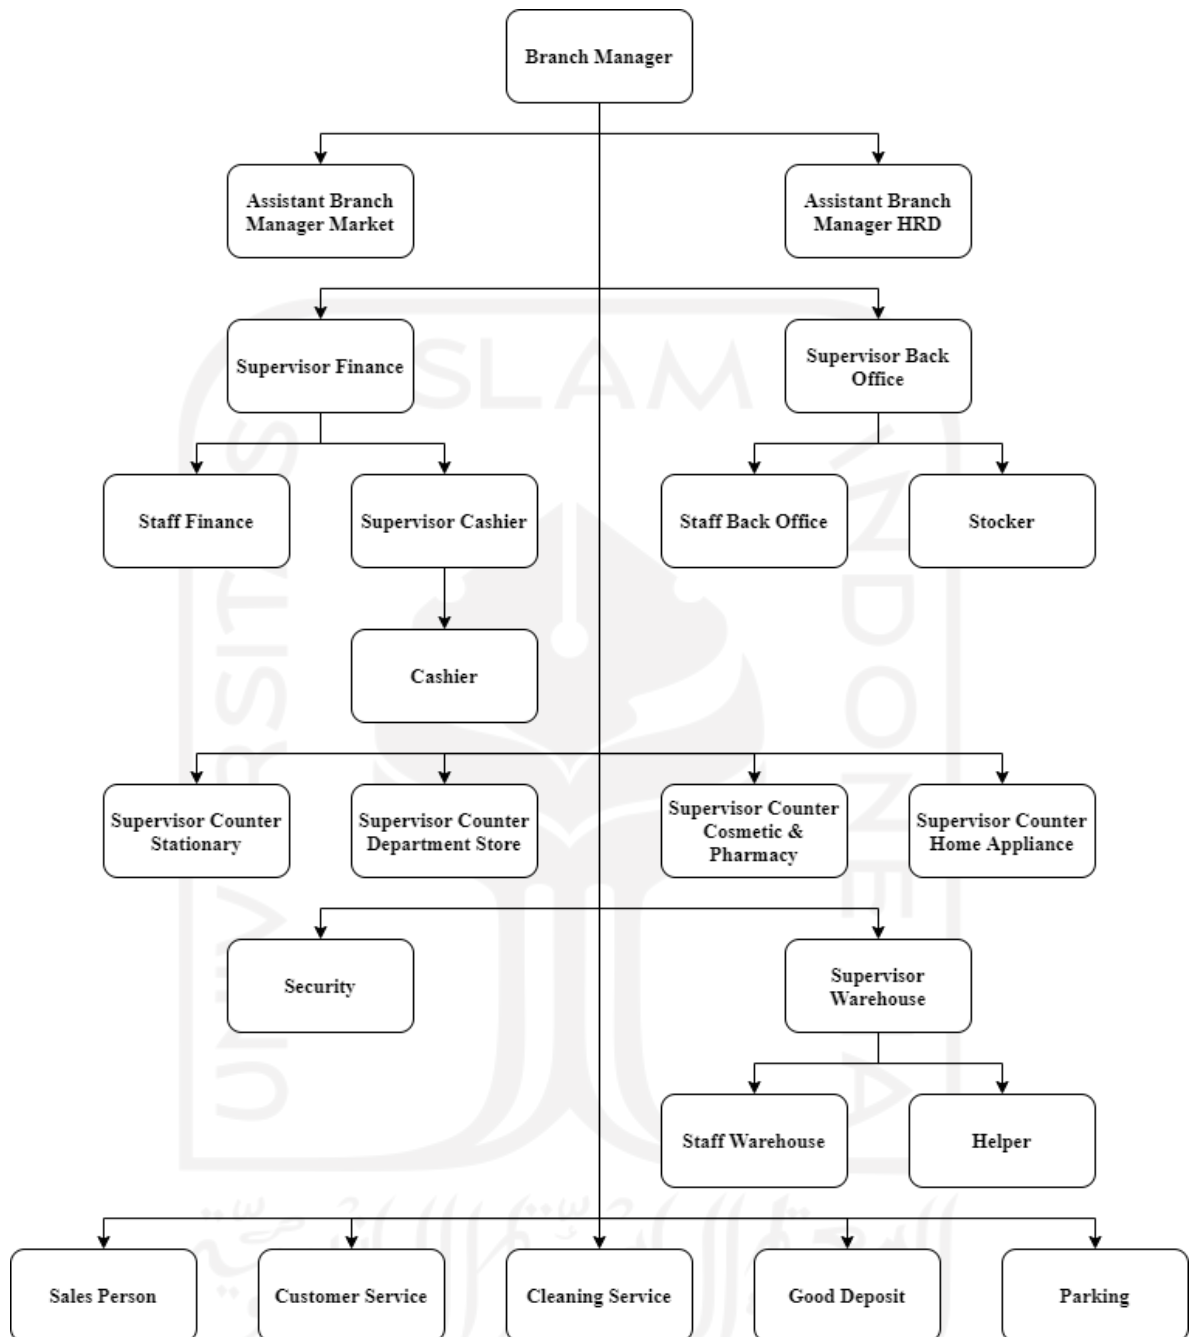 Branch Manager
Assistant Branch
Manager Market
Assistant Branch
Manager HRD
Supervisor Finance
Supervisor Back
Office
Staff Finance
Supervisor Cashier
Staff Back Office
Stocker
Cashier
Supervisor Counter
Stationary
Supervisor Counter
Department Store
Supervisor Counter
Cosmetic &
Pharmacy
Supervisor Counter
Home Appliance
Security
Supervisor
Warehouse
Staff Warehouse
Helper
Sales Person
Customer Service
Cleaning Service
Good Deposit
Parking